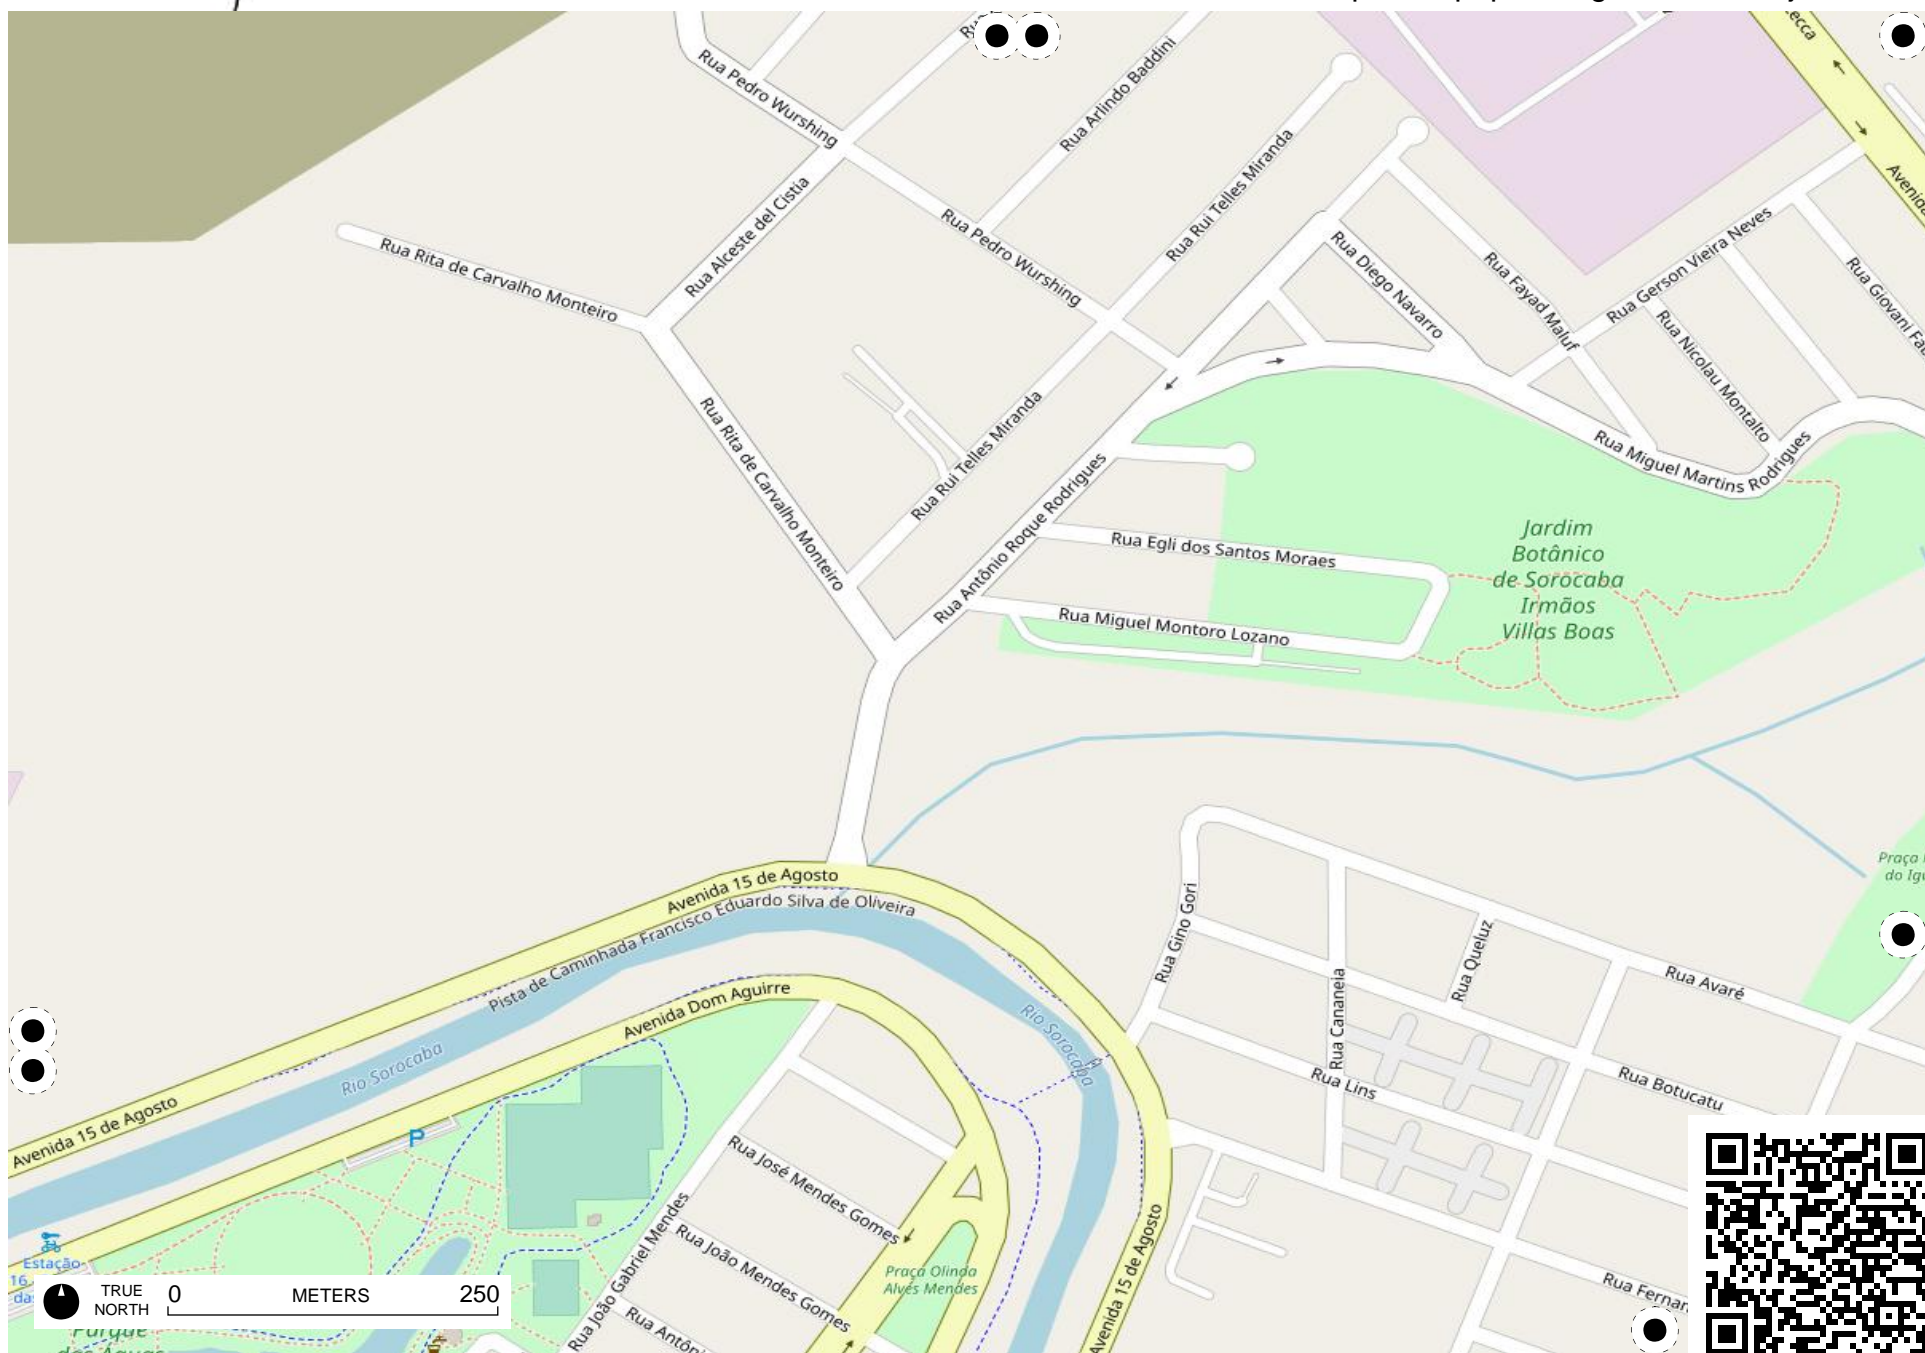 Rua Pedro Wurshing
Rua Arlindo Baddini
Rua Rui Telles Miranda
Rua Alceste del Cistia
Rua Pedro Wurshing
Rua Rita de Carvalho Monteiro
Rua Diego Navarro
Rua Fayad Maluf
Rua Gerson Vieira Neves
Rua Nicolau Montalto
Avenida
Rua Rita de Carvalho Monteiro
Rua Rui Telles Miranda
Rua Antônio Roque Rodrigues
Rua Miguel Martins Rodrigues
Rua Egli dos Santos Moraes
Jardim
Botânico
de Sorocaba
Irmãos
Villas Boas
Rua Miguel Montoro Lozano
Avenida 15 de Agosto
Pista de Caminhada Francisco Eduardo Silva de Oliveira
Praça
do
Rua Gino Gori
Rua Queluz
Rua Avaré
Rua Cananeia
Avenida Dom Aguirre
Rio Sorocaba
Rio Sorocaba
Rua Lins
Rua Botucatu
Avenida 15 de Agosto
P
Rua José Mendes Gomes
Rua João Gabriel Mendes
Rua João Mendes Gomes
Praça Olinda
Alves Mendes
Avenida 15 de Agosto
Rua
Estação
16
TRUE
NORTH
0 METERS 250
Rua
Parque